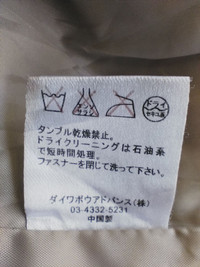 ドライ
セキユ系
タンブル乾燥禁止。
ドライクリーニングは石油系
で短時間処理。
ファスナーを閉じて洗って下さい。
ダイワボウアドバンス(株)
03-4332-5231
中国製